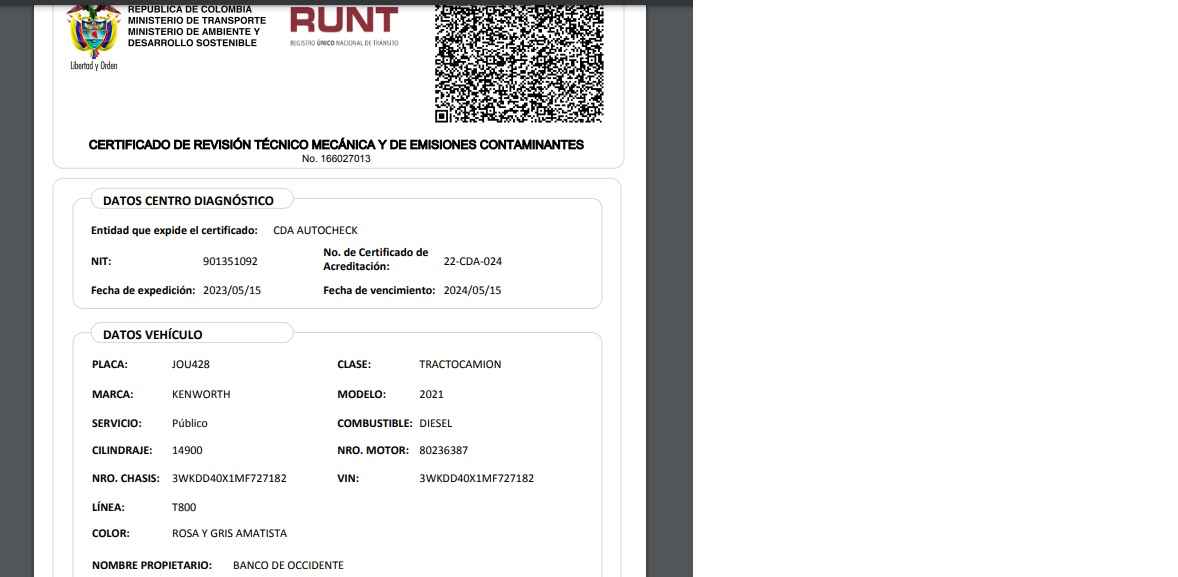 REPÚBLICA DE COLOMBIA
MINISTERIO DE TRANSPORTE
MINISTERIO DE AMBIENTE Y
DESARROLLO SOSTENIBLE
Libertad y Orden
RUNT
REGISTRO ÚNICO NACIONAL DE TRÁNSITO
CERTIFICADO DE REVISIÓN TÉCNICO MECÁNICA Y DE EMISIONES CONTAMINANTES
No. 166027013
DATOS CENTRO DIAGNÓSTICO
Entidad que expide el certificado: CDA AUTOCHECK
NIT: 901351092 No. de Certificado de Acreditación: 22-CDA-024
Fecha de expedición: 2023/05/15 Fecha de vencimiento: 2024/05/15
DATOS VEHÍCULO
PLACA: JOU428 CLASE: TRACTOCAMION
MARCA: KENWORTH MODELO: 2021
SERVICIO: Público COMBUSTIBLE: DIESEL
CILINDRAJE: 14900 NRO. MOTOR: 80236387
NRO. CHASIS: 3WKDD40X1MF727182 VIN: 3WKDD40X1MF727182
LÍNEA: T800
COLOR: ROSA Y GRIS AMATISTA
NOMBRE PROPIETARIO: BANCO DE OCCIDENTE